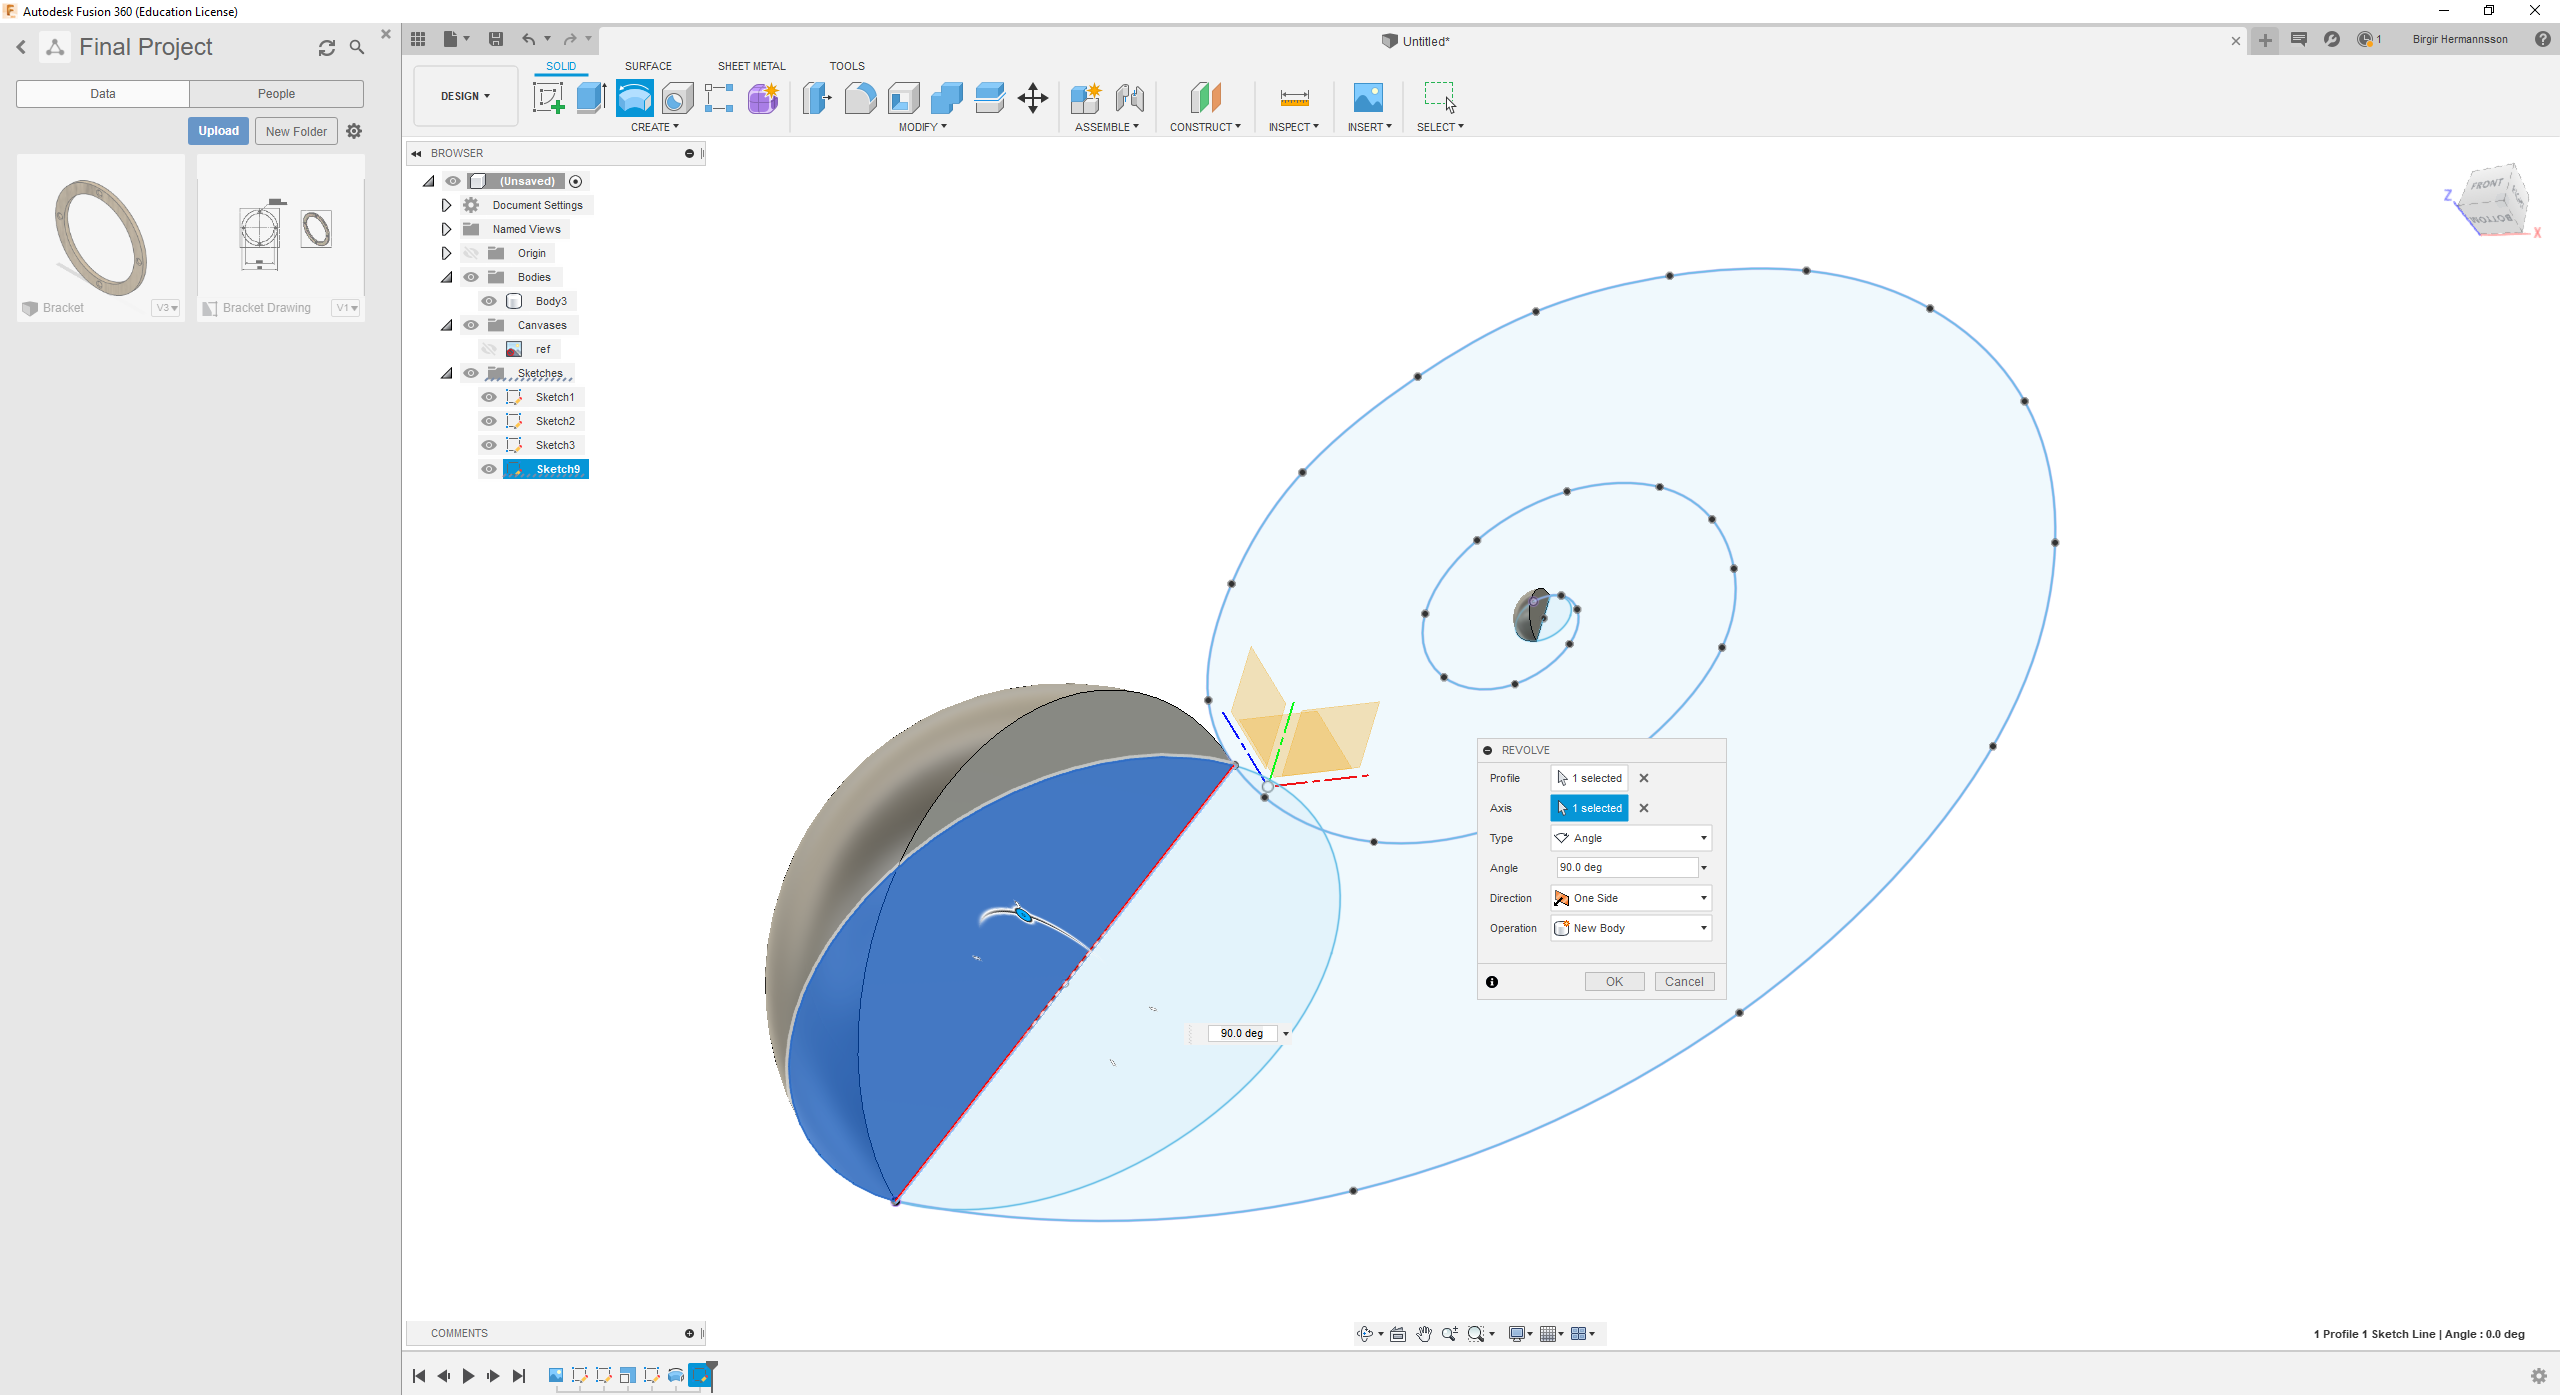 Autodesk Fusion 360 (Education License)
Final Project
Data
People
Upload
New Folder
Bracket
V3
Bracket Drawing
V1
Untitled*
1
Birgir Hermannsson
SOLID
SURFACE
SHEET METAL
TOOLS
DESIGN
CREATE
MODIFY
ASSEMBLE
CONSTRUCT
INSPECT
INSERT
SELECT
BROWSER
(Unsaved)
Document Settings
Named Views
Origin
Bodies
Body3
Canvases
ref
Sketches
Sketch1
Sketch2
Sketch3
Sketch9
FRONT
BOTTOM
Z
X
REVOLVE
Profile
1 selected
Axis
1 selected
Type
Angle
Angle
90.0 deg
Direction
One Side
Operation
New Body
OK
Cancel
90.0 deg
COMMENTS
1 Profile 1 Sketch Line | Angle : 0.0 deg